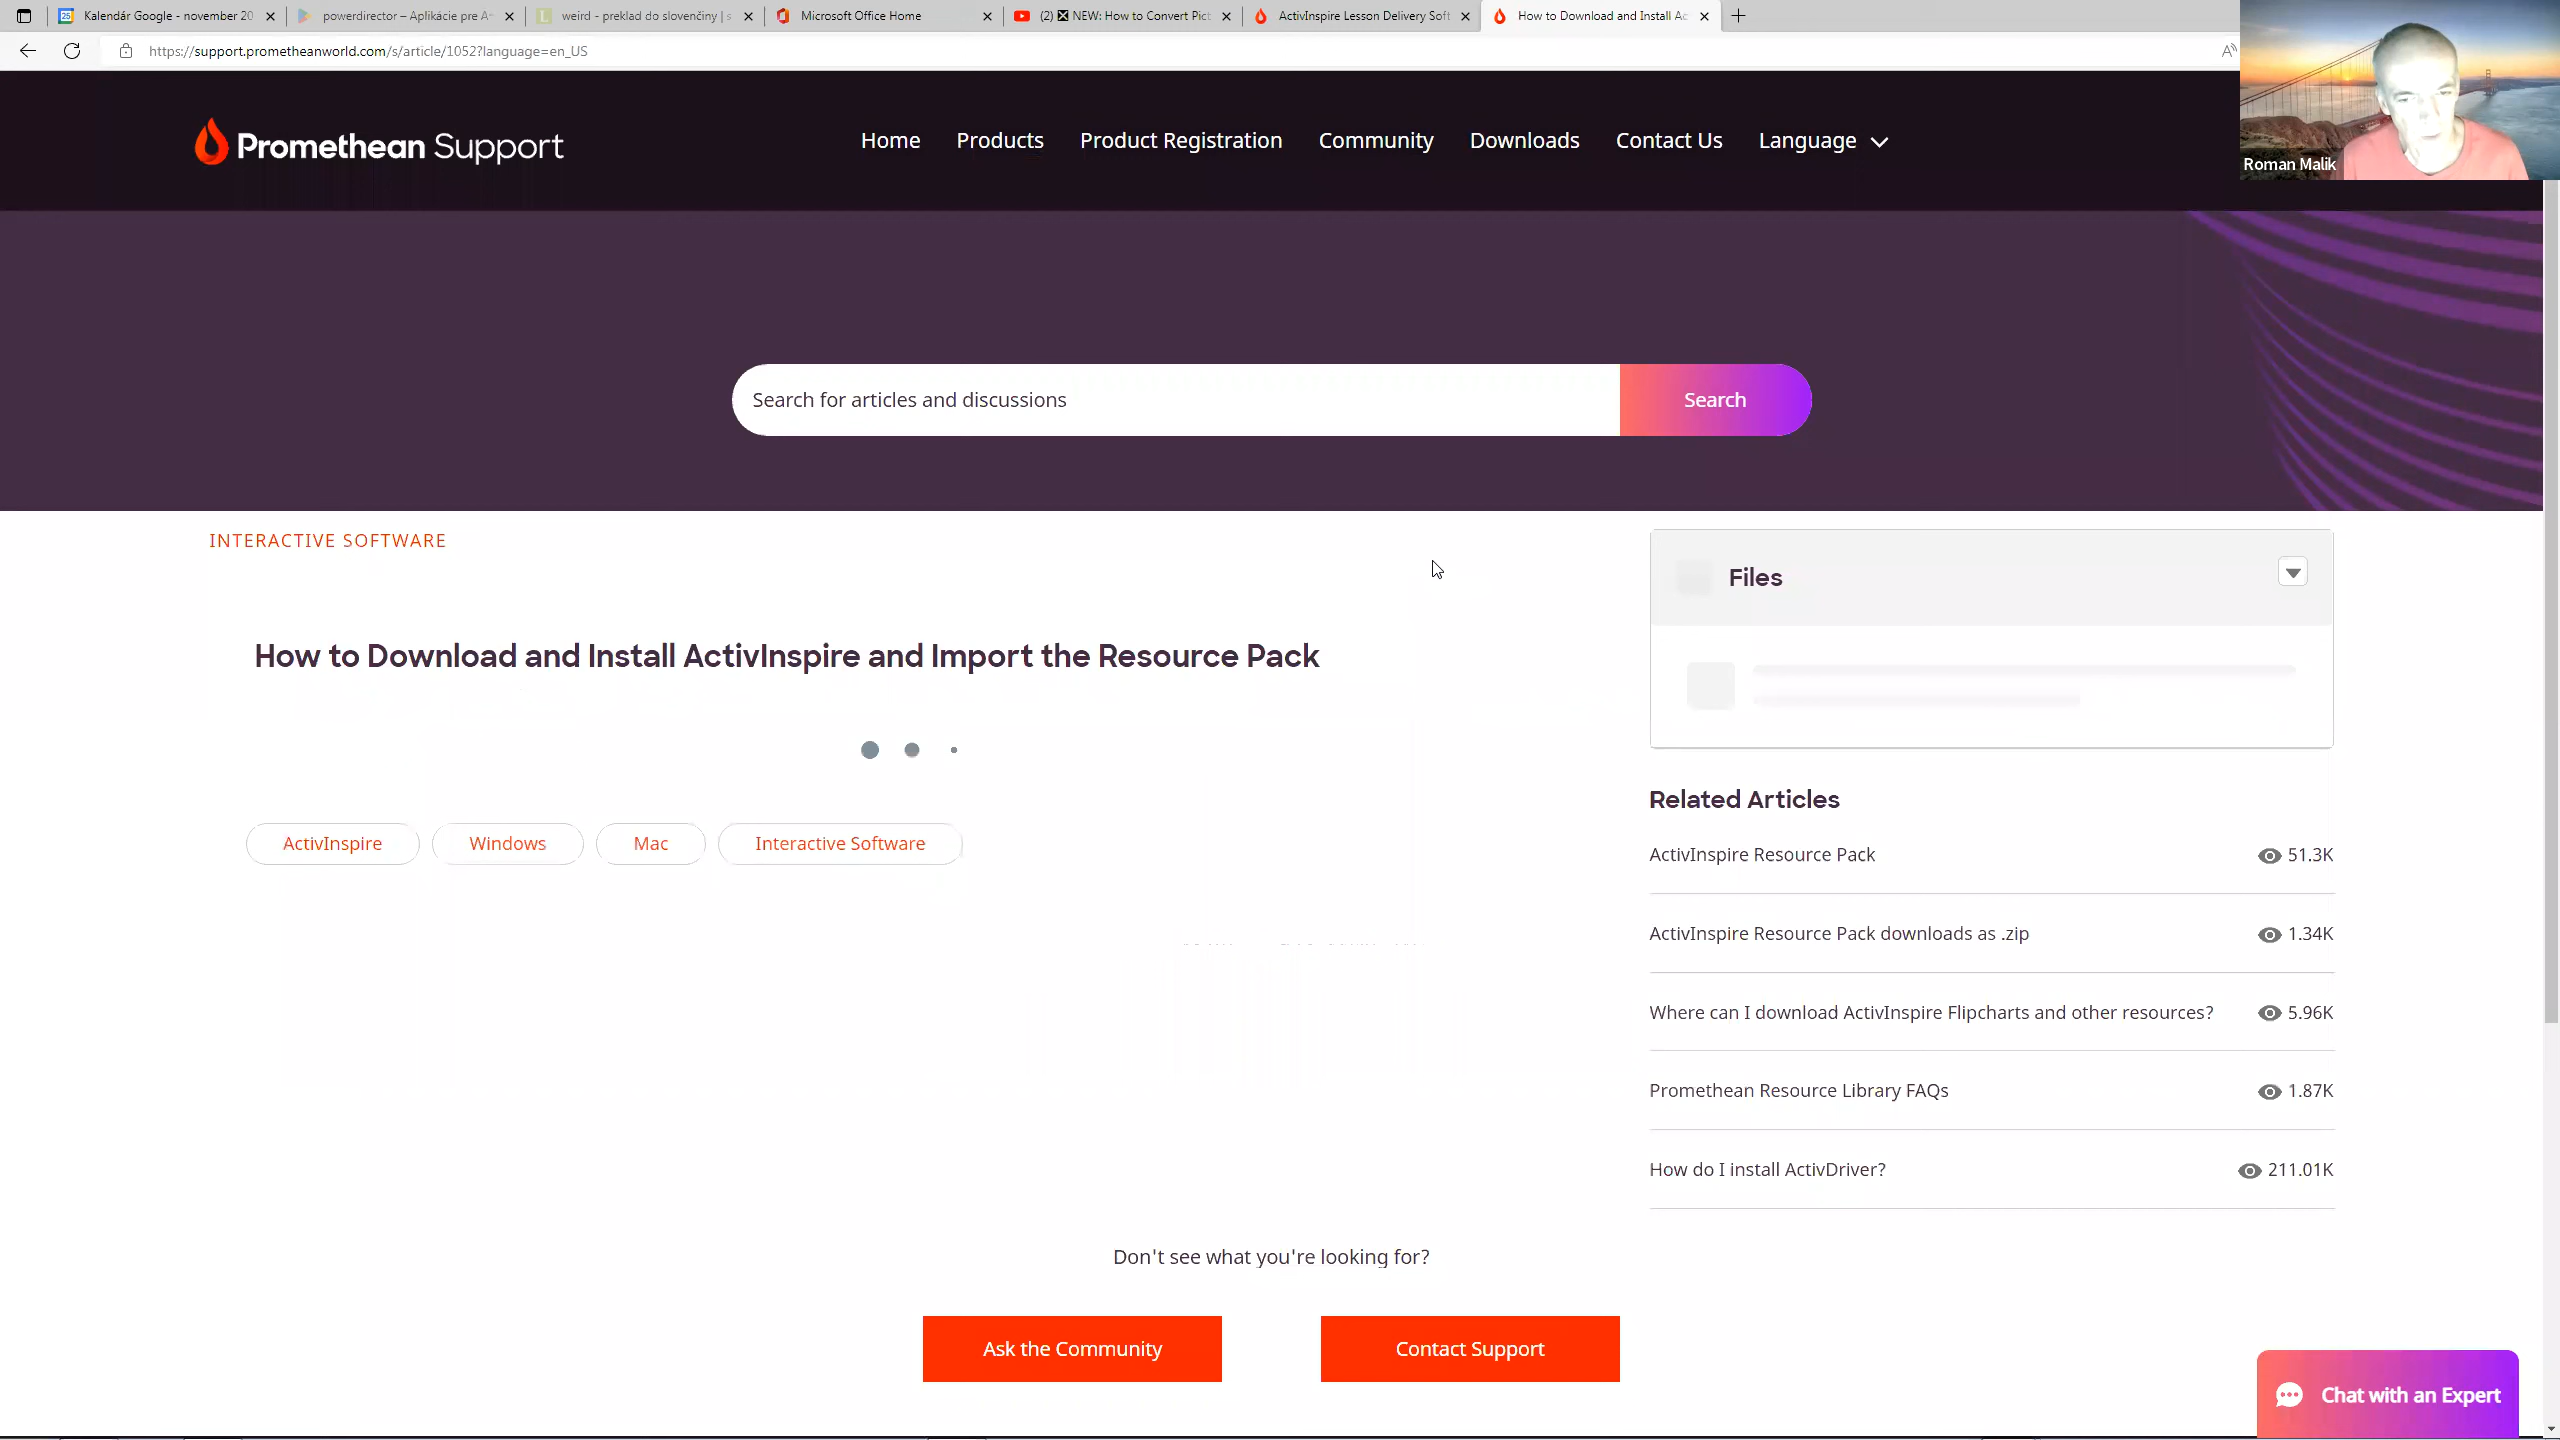 Kalendár Google - november 20
powerdirector – Aplikácie pre A
weird - preklad do slovenčiny | s
Microsoft Office Home
(2) NEW: How to Convert Pict
ActivInspire Lesson Delivery Soft
How to Download and Install Ac
https://support.prometheanworld.com/s/article/1052?language=en_US
Promethean Support
Home
Products
Product Registration
Community
Downloads
Contact Us
Language
Roman Malik
Search for articles and discussions
Search
INTERACTIVE SOFTWARE
How to Download and Install ActivInspire and Import the Resource Pack
ActivInspire
Windows
Mac
Interactive Software
Files
Related Articles
ActivInspire Resource Pack
51.3K
ActivInspire Resource Pack downloads as .zip
1.34K
Where can I download ActivInspire Flipcharts and other resources?
5.96K
Promethean Resource Library FAQs
1.87K
How do I install ActivDriver?
211.01K
Don't see what you're looking for?
Ask the Community
Contact Support
Chat with an Expert